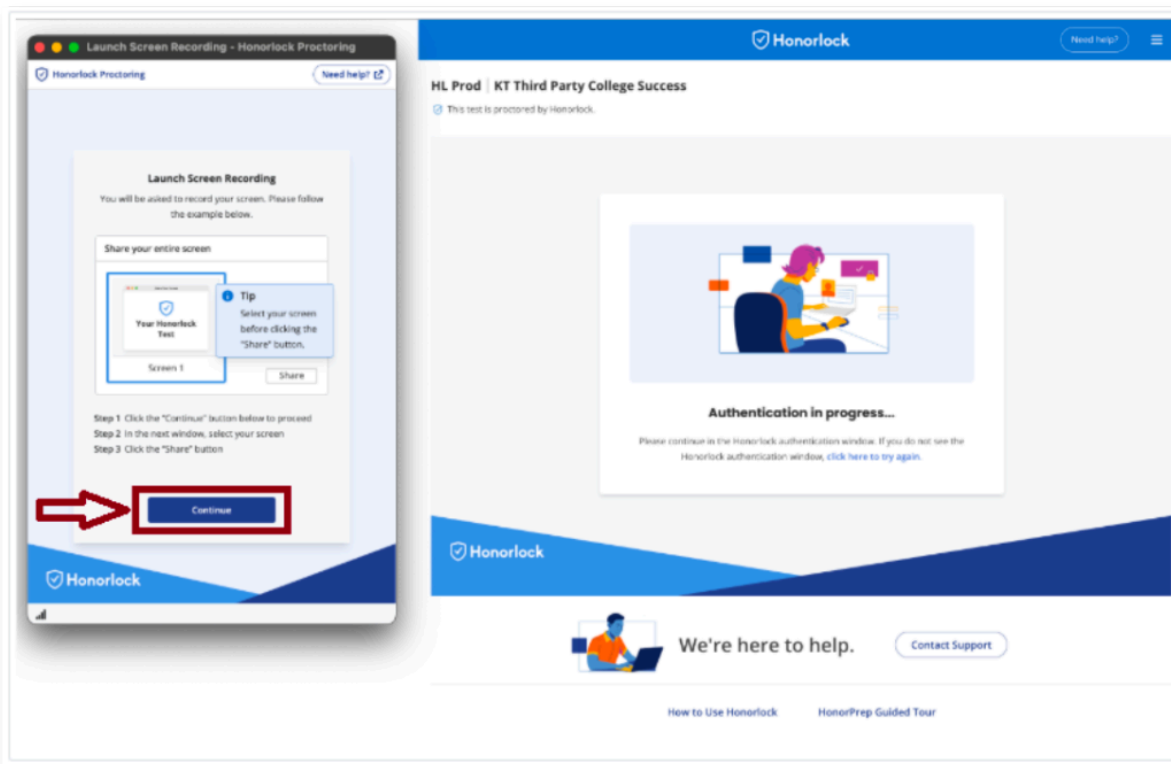 Launch Screen Recording - Honorlock Proctoring
Honorlock Proctoring
Need help?
Launch Screen Recording
You will be asked to record your screen. Please follow
the example below.
Share your entire screen
Your Honorlock
Test
Screen 1
Tip
Select your screen
before clicking the
"Share" button.
Share
Step 1 Click the "Continue" button below to proceed
Step 2 In the next window, select your screen
Step 3 Click the "Share" button
Continue
Honorlock
Honorlock
Need help?
HL Prod | KT Third Party College Success
This test is proctored by Honorlock.
Authentication in progress...
Please continue in the Honorlock authentication window. If you do not see the
Honorlock authentication window, click here to try again.
Honorlock
We're here to help.
Contact Support
How to Use Honorlock
HonorPrep Guided Tour